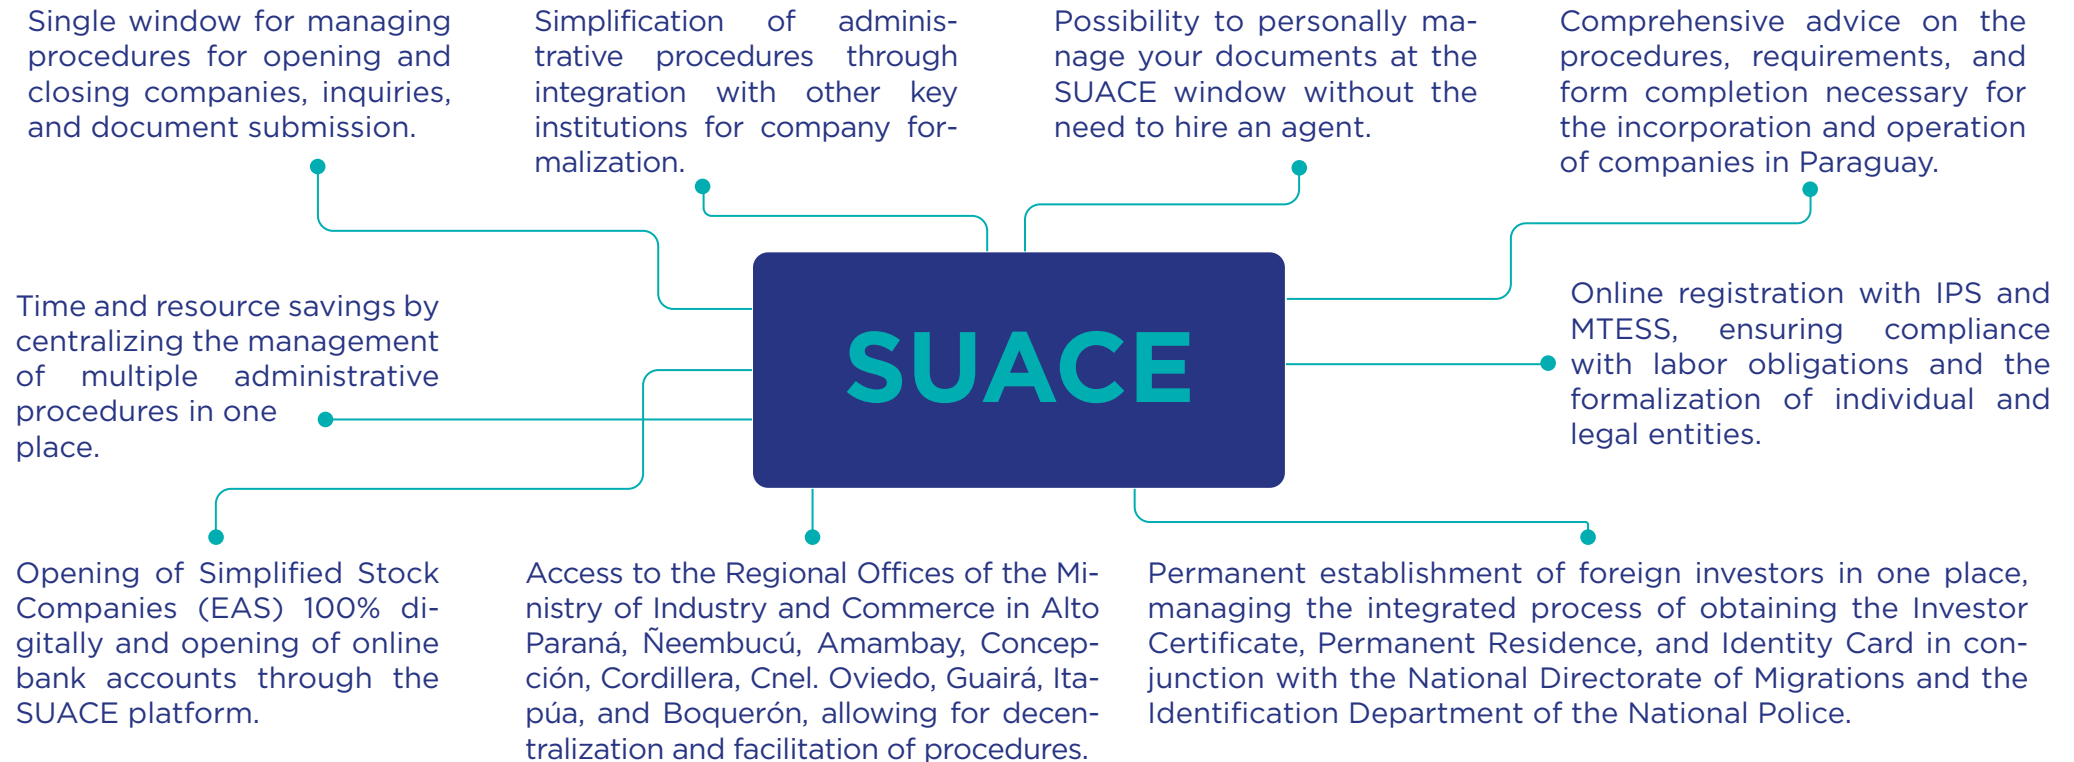 Single window for managing
procedures for opening and
closing companies, inquiries,
and document submission.
Simplification of adminis-
trative procedures through
integration with other key
institutions for company for-
malization.
Possibility to personally ma-
nage your documents at the
SUACE window without the
need to hire an agent.
Comprehensive advice on the
procedures, requirements, and
form completion necessary for
the incorporation and operation
of companies in Paraguay.
Time and resource savings by
centralizing the management
of multiple administrative
procedures in one
place.
SUACE
Online registration with IPS and
MTESS, ensuring compliance
with labor obligations and the
formalization of individual and
legal entities.
Opening of Simplified Stock
Companies (EAS) 100% di-
gitally and opening of online
bank accounts through the
SUACE platform.
Access to the Regional Offices of the Mi-
nistry of Industry and Commerce in Alto
Paraná, Ñeembucú, Amambay, Concep-
ción, Cordillera, Cnel. Oviedo, Guairá, Ita-
púa, and Boquerón, allowing for decen-
tralization and facilitation of procedures.
Permanent establishment of foreign investors in one place,
managing the integrated process of obtaining the Investor
Certificate, Permanent Residence, and Identity Card in con-
junction with the National Directorate of Migrations and the
Identification Department of the National Police.